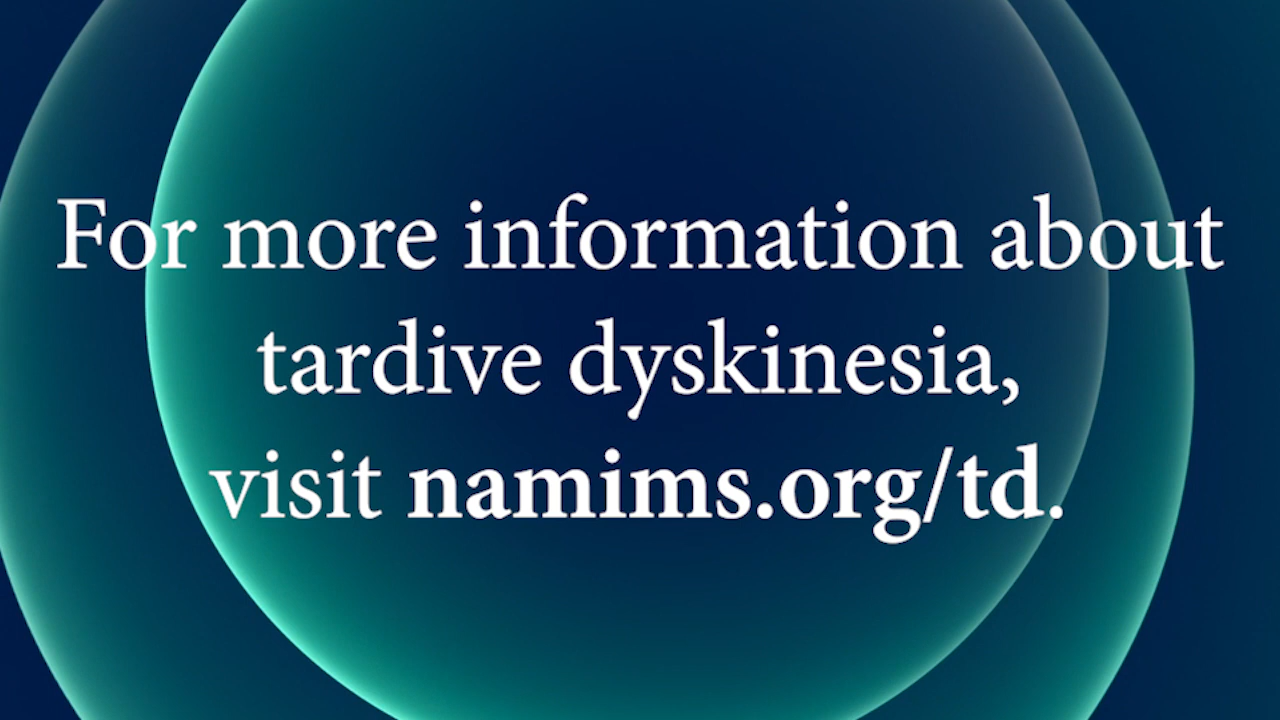 For more information about
tardive dyskinesia,
visit namims.org/td.